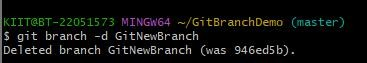 KIIT@BT-22051573 MINGW64 ~/GitBranchDemo (master)
$ git branch -d GitNewBranch
Deleted branch GitNewBranch (was 946ed5b).